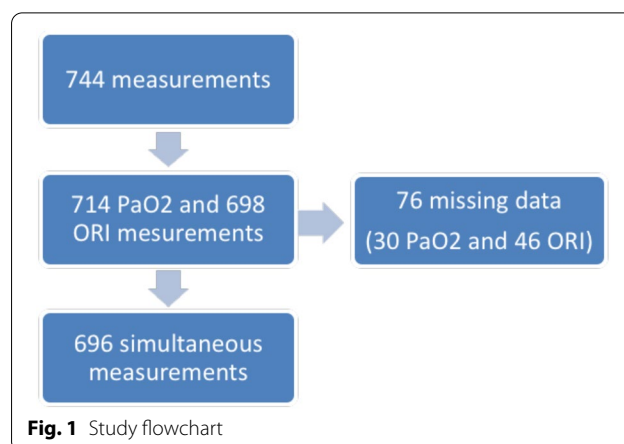 744 measurements
714 PaO2 and 698
ORI mesurements
76 missing data
(30 PaO2 and 46 ORI)
696 simultaneous
measurements
Fig. 1 Study flowchart